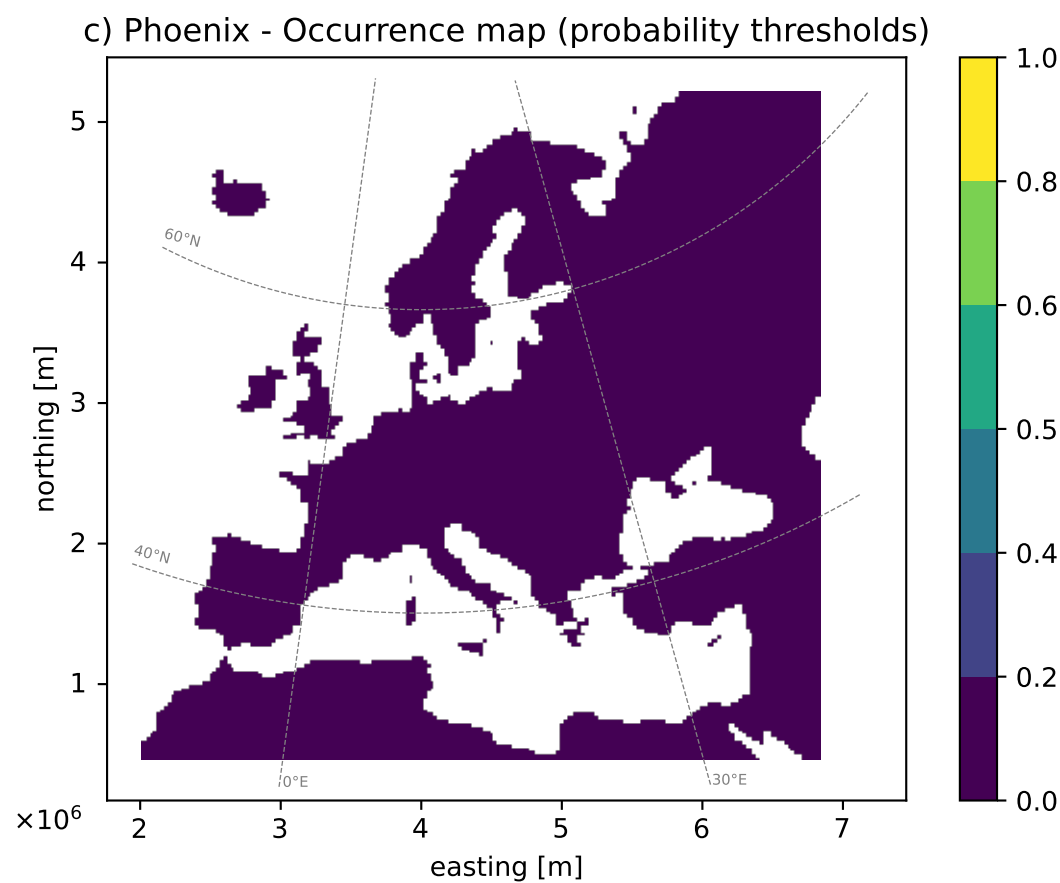 c) Phoenix - Occurrence map (probability thresholds)
1.0
0.8
0.6
0.5
0.4
0.2
0.0
northing [m]
5
4
3
2
1
60°N
40°N
0°E
30°E
×10⁶
2 3 4 5 6 7
easting [m]